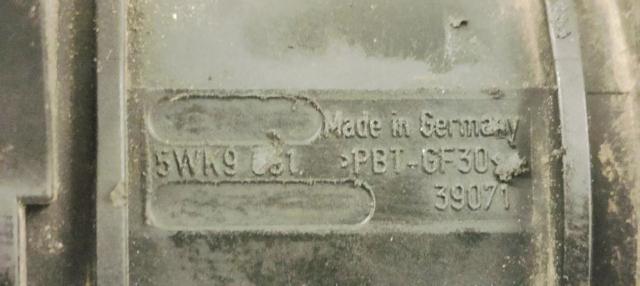 Made in Germany
5WK9 >PBT-GF30<
39071